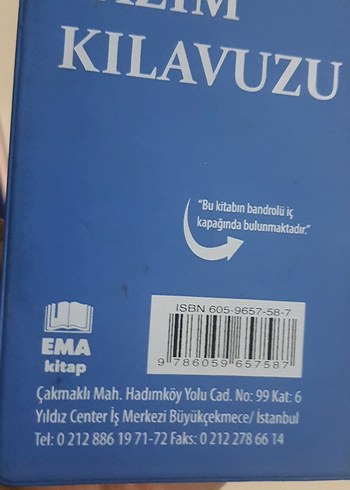 YAZIM
KILAVUZU
"Bu kitabın bandrolü iç
kapağında bulunmaktadır."
ISBN 605-9657-58-7
9 786059 657587
EMA
kitap
Çakmaklı Mah. Hadımköy Yolu Cad. No: 99 Kat: 6
Yıldız Center İş Merkezi Büyükçekmece/ İstanbul
Tel: 0 212 886 19 71-72 Faks: 0 212 278 66 14